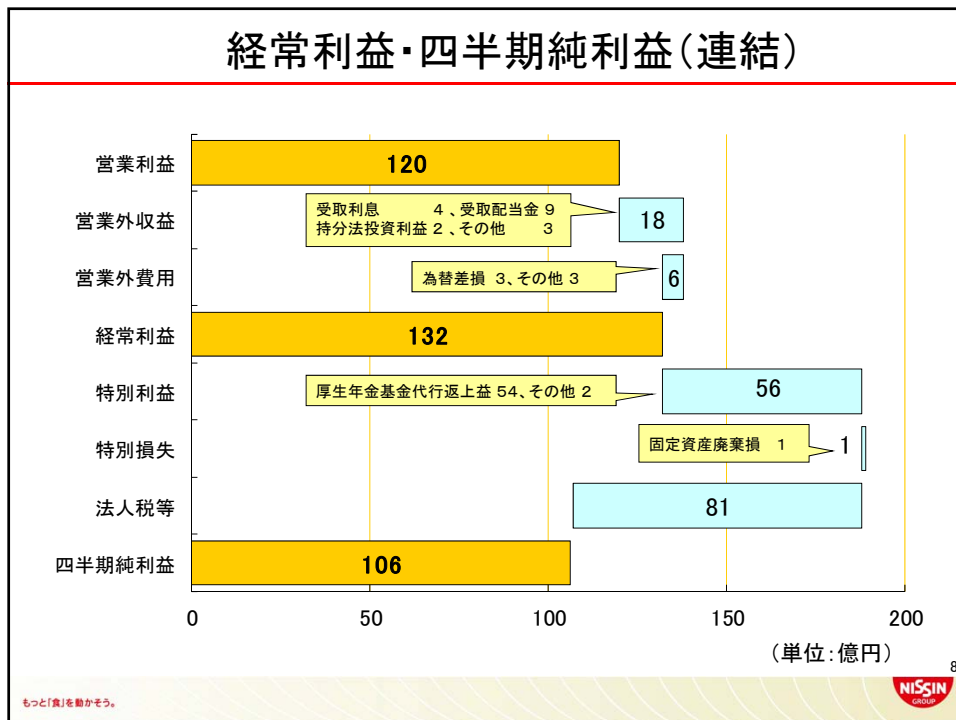 経常利益・四半期純利益(連結)
営業利益
120
営業外収益
受取利息 4 、受取配当金 9
持分法投資利益 2 、その他 3
18
営業外費用
為替差損 3、その他 3
6
経常利益
132
特別利益
厚生年金基金代行返上益 54、その他 2
56
特別損失
固定資産廃棄損 1
1
法人税等
81
四半期純利益
106
0 50 100 150 200
(単位:億円)
8
もっと「食」を動かそう。
NISSIN
GROUP